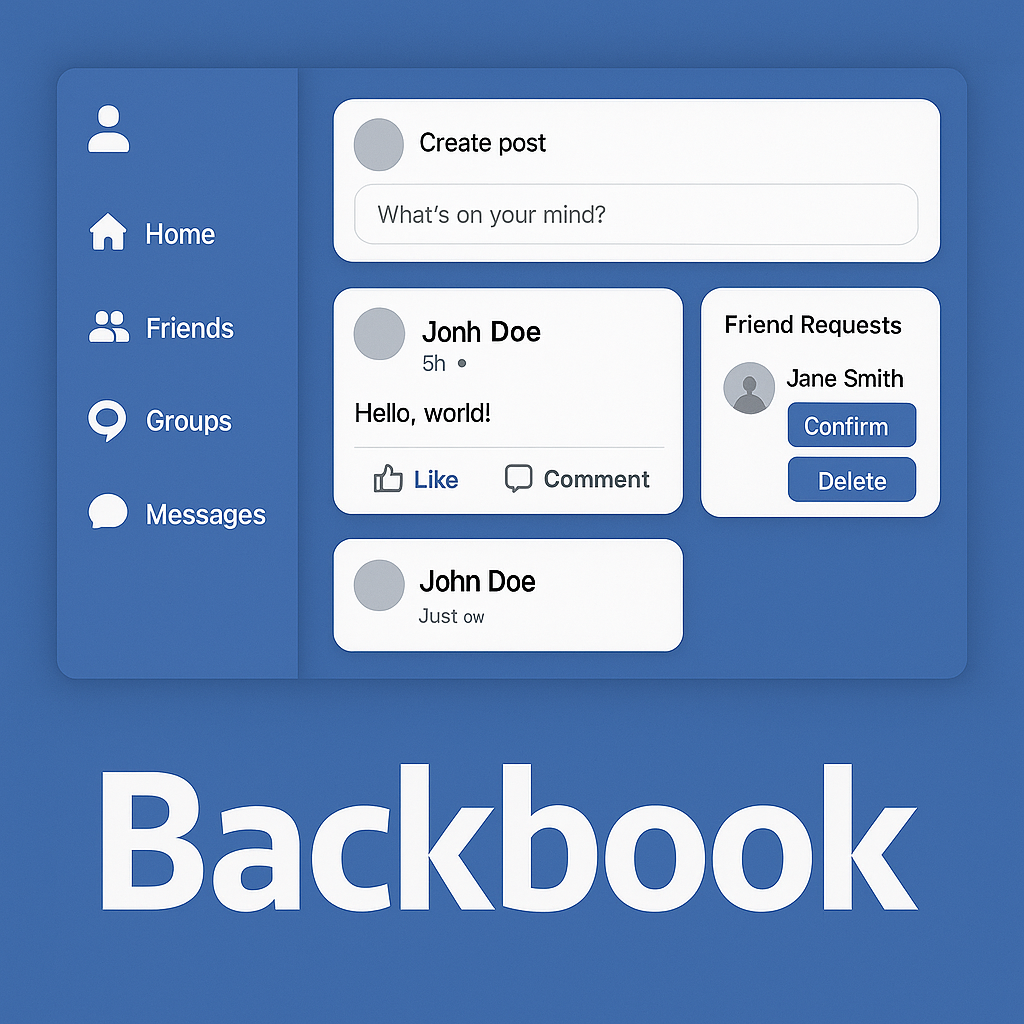 Home
Friends
Groups
Messages
Create post
What's on your mind?
Jonh Doe
5h •
Hello, world!
Like
Comment
Friend Requests
Jane Smith
Confirm
Delete
John Doe
Just ow
Backbook